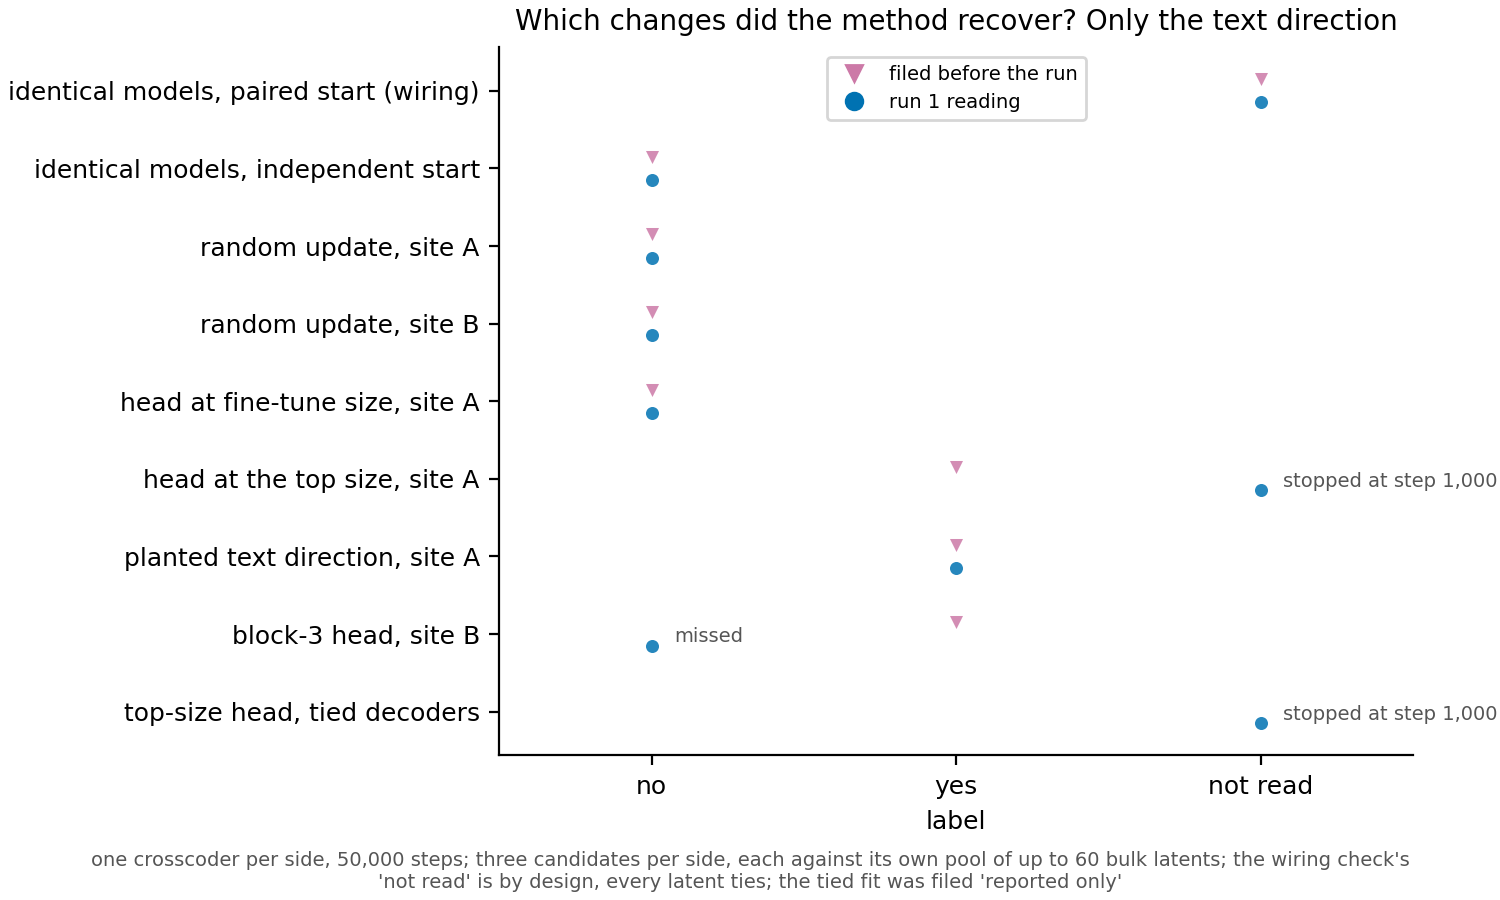 Which changes did the method recover? Only the text direction
filed before the run
run 1 reading
identical models, paired start (wiring)
identical models, independent start
random update, site A
random update, site B
head at fine-tune size, site A
head at the top size, site A
stopped at step 1,000
planted text direction, site A
block-3 head, site B
missed
top-size head, tied decoders
stopped at step 1,000
no
yes
not read
label
one crosscoder per side, 50,000 steps; three candidates per side, each against its own pool of up to 60 bulk latents; the wiring check's
'not read' is by design, every latent ties; the tied fit was filed 'reported only'